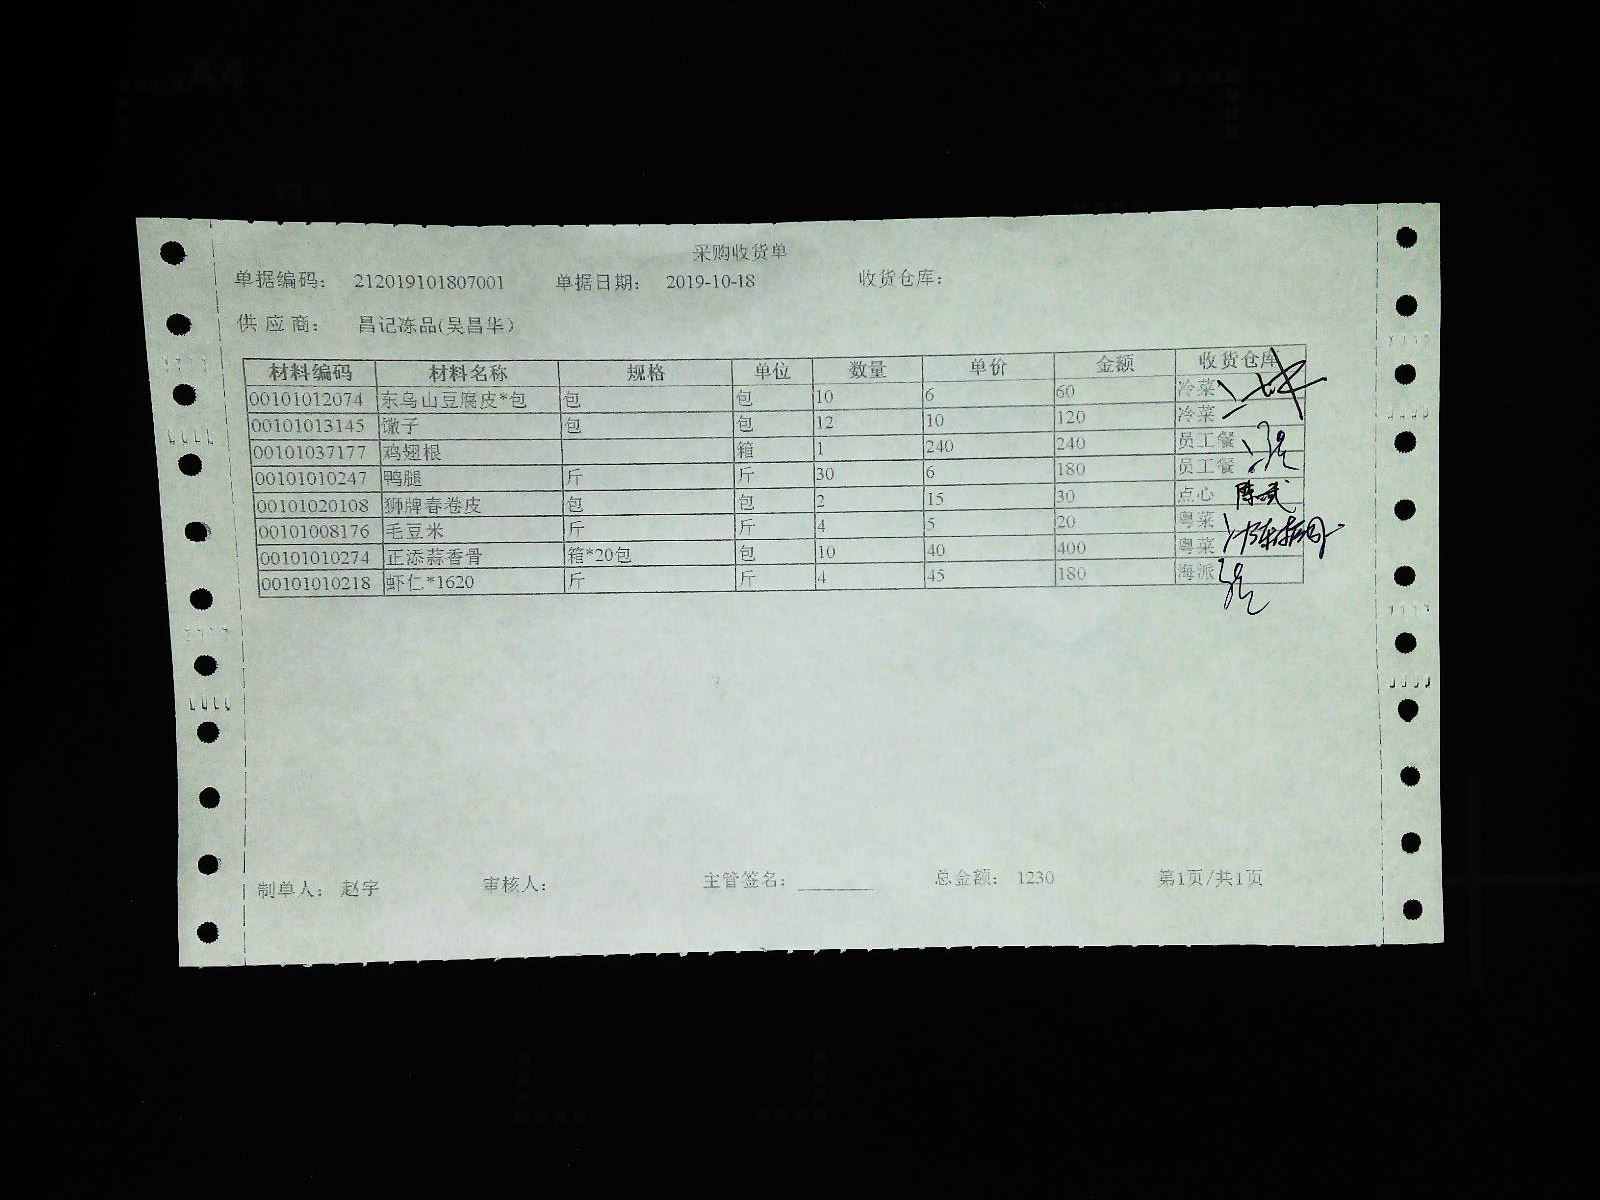 采购收货单
单据编码： 212019101807001 单据日期： 2019-10-18 收货仓库：
供 应 商： 昌记冻品(吴昌华)
材料编码 材料名称 规格 单位 数量 单价 金额 收货仓库
00101012074 东乌山豆腐皮*包 包 包 10 6 60 冷菜
00101013145 馓子 包 包 12 10 120 冷菜
00101037177 鸡翅根 箱 1 240 240 员工餐
00101010247 鸭腿 斤 斤 30 6 180 员工餐
00101020108 狮牌春卷皮 包 包 2 15 30 点心
00101008176 毛豆米 斤 斤 4 5 20 粤菜
00101010274 正添蒜香骨 箱*20包 包 10 40 400 粤菜
00101010218 虾仁*1620 斤 斤 4 45 180 海派
制单人： 赵宇 审核人： 主管签名： ________ 总金额： 1230 第1页/共1页